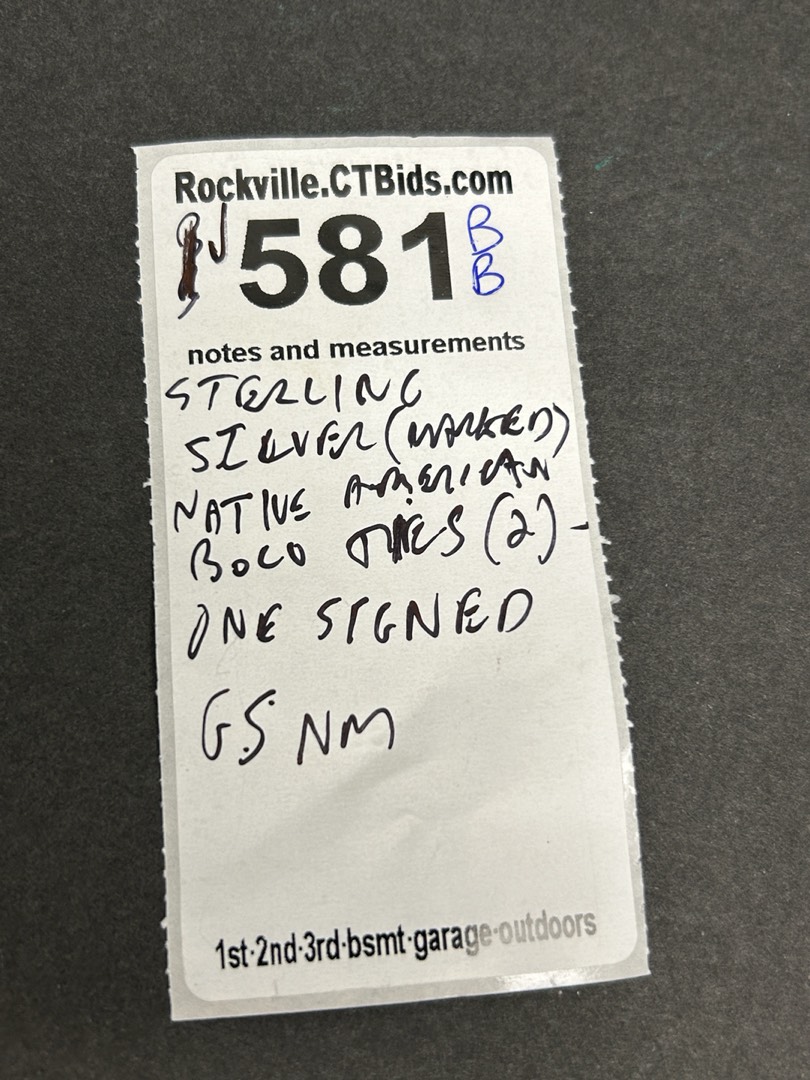 Rockville.CTBids.com
581 B
B
notes and measurements
STERLING
SILVER (MARKED)
NATIVE AMERICAN
BOLO TIES (2) -
ONE SIGNED
G.S. NM
1st·2nd·3rd·bsmt·garage·outdoors